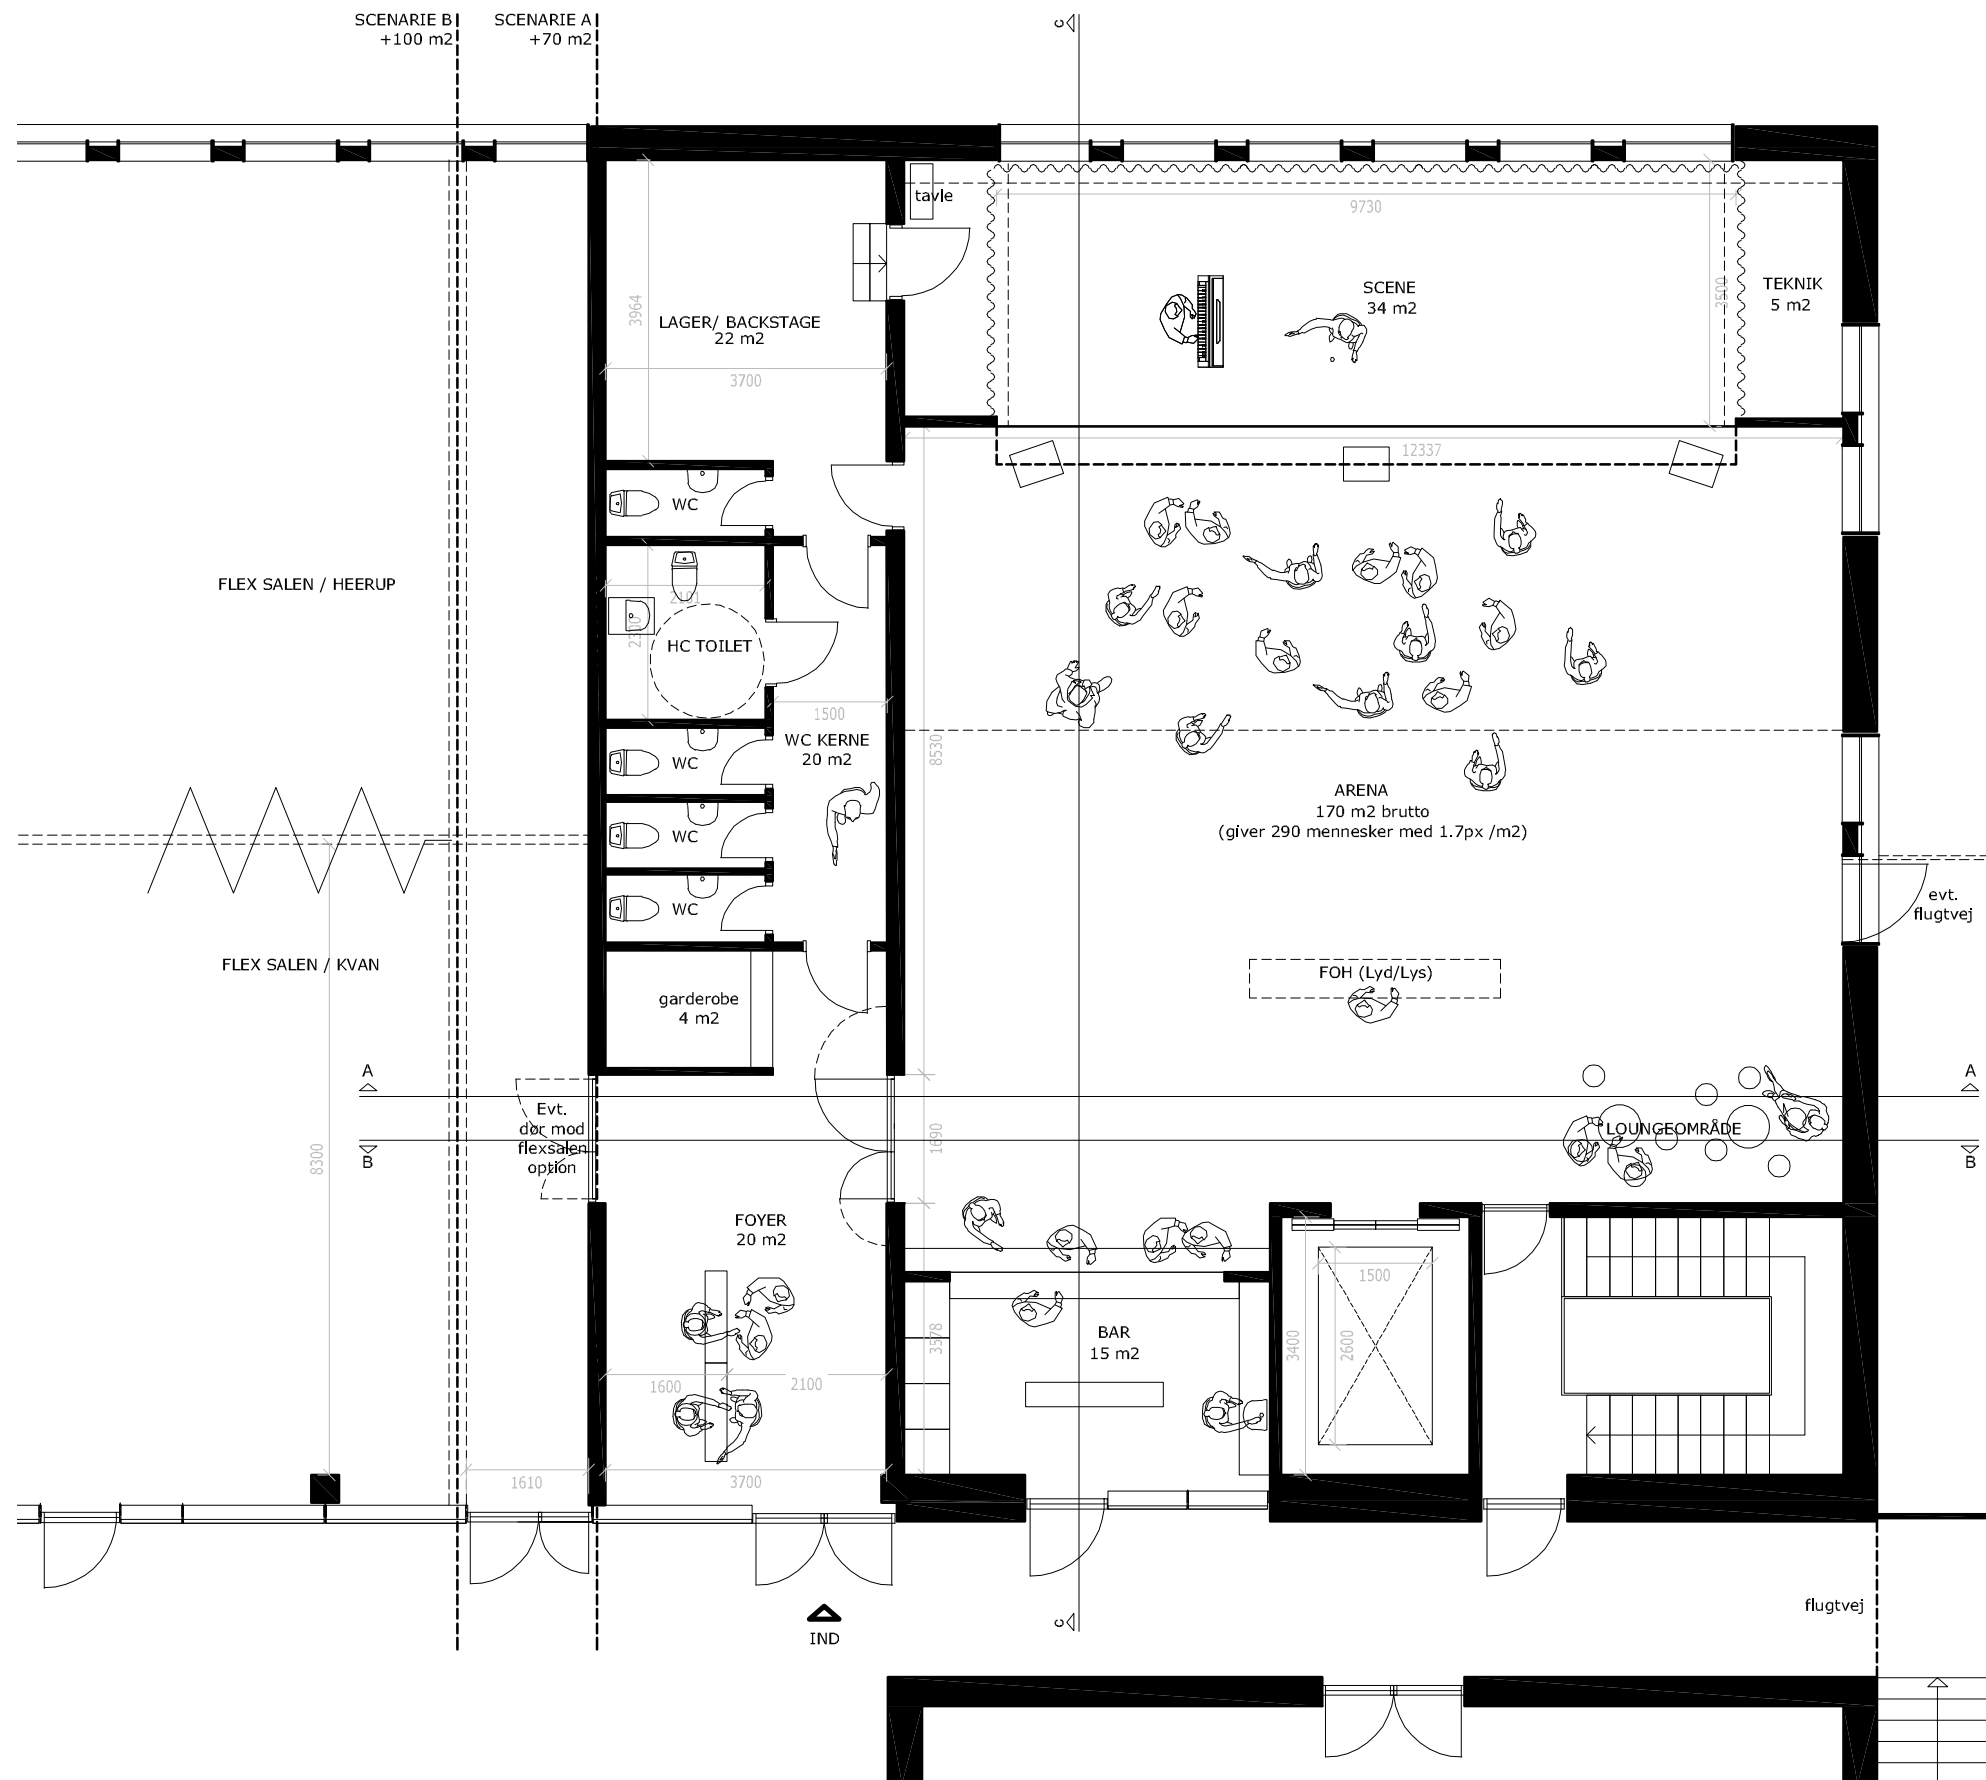 SCENARIE B
+100 m2
SCENARIE A
+70 m2
c
tavle
9730
SCENE
34 m2
3500
TEKNIK
5 m2
3964
LAGER/ BACKSTAGE
22 m2
3700
12337
WC
FLEX SALEN / HEERUP
2101
2300
HC TOILET
1500
WC KERNE
20 m2
8530
WC
WC
WC
ARENA
170 m2 brutto
(giver 290 mennesker med 1.7px /m2)
evt.
flugtvej
FLEX SALEN / KVAN
garderobe
4 m2
FOH (Lyd/Lys)
A
A
Evt.
dør mod
flexsalen
option
B
B
8300
1690
LOUNGEOMRÅDE
FOYER
20 m2
1500
3578
BAR
15 m2
3400
2600
1600
2100
1610
3700
flugtvej
c
IND